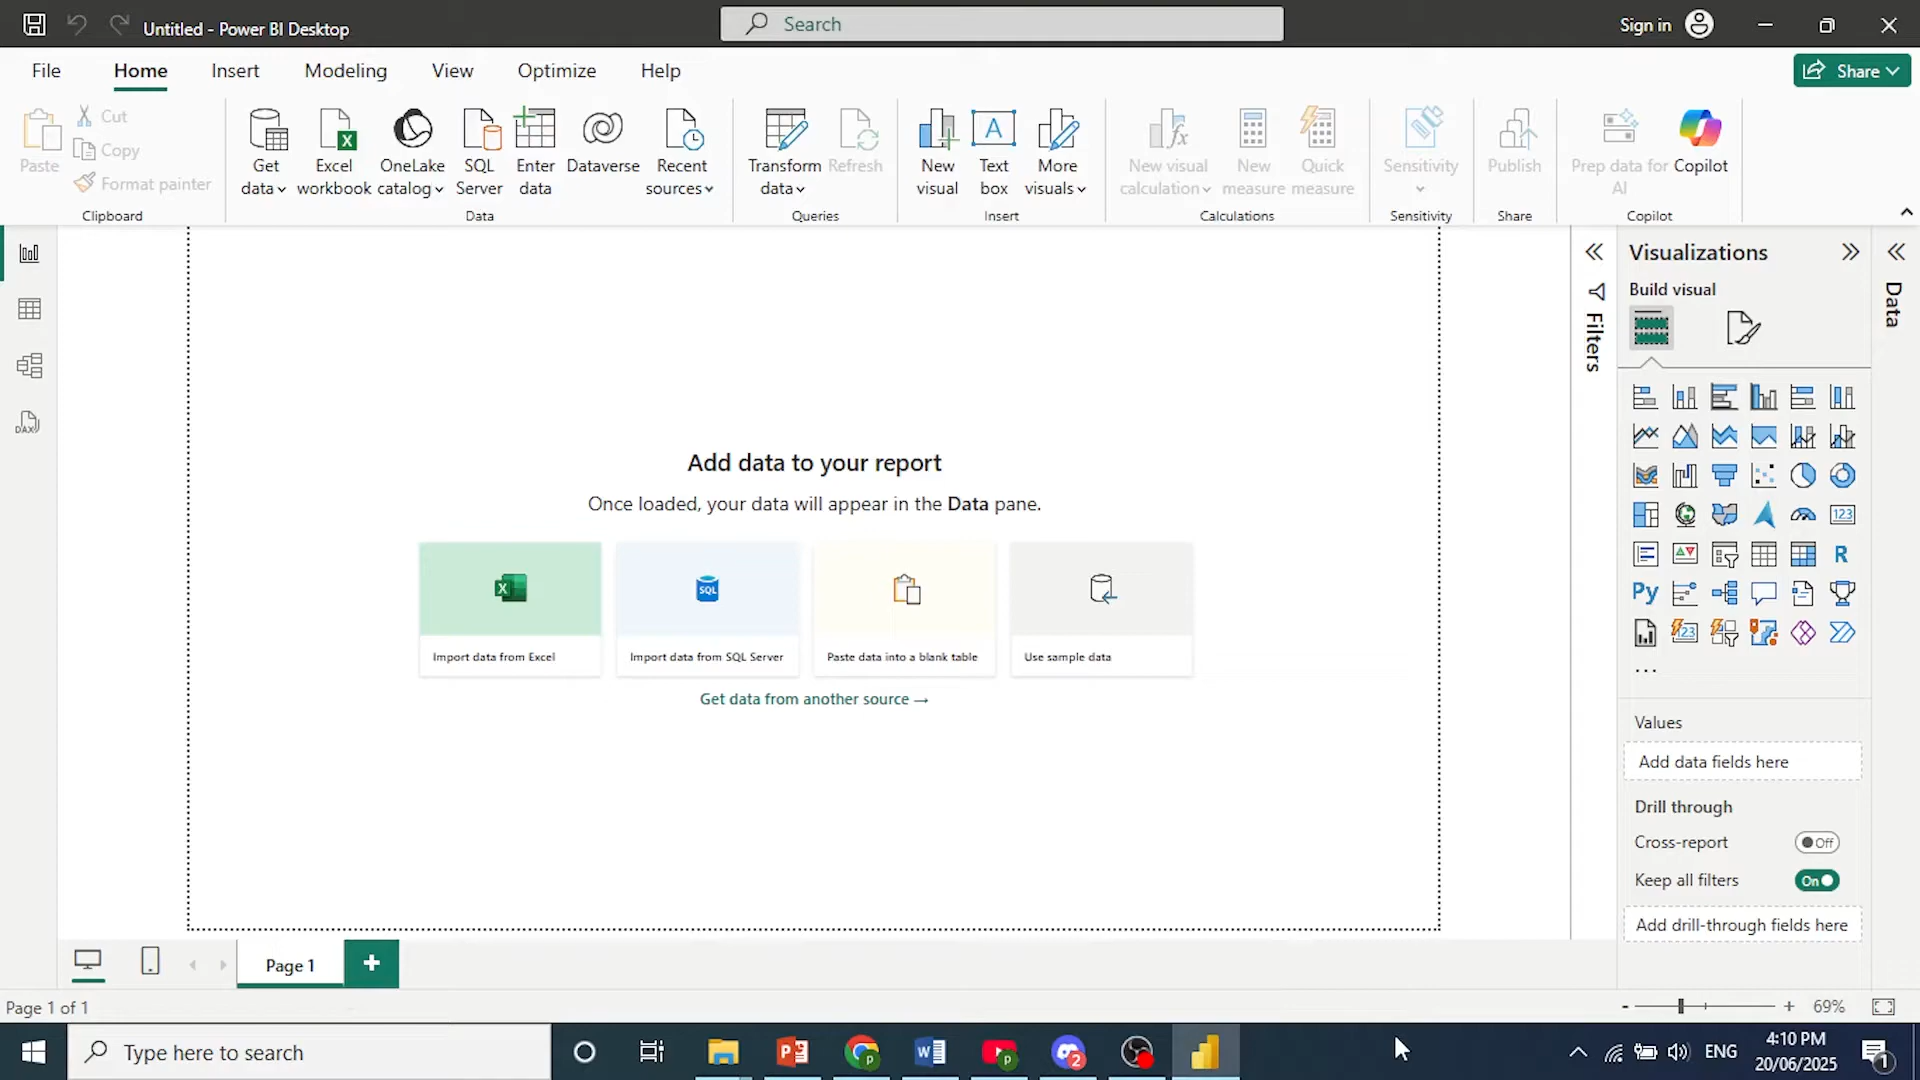 Untitled - Power BI Desktop
Search
Sign in
File
Home
Insert
Modeling
View
Optimize
Help
Share
Paste
Cut
Copy
Format painter
Clipboard
Get data
Excel workbook
OneLake catalog
SQL Server
Enter data
Dataverse
Recent sources
Data
Transform data
Refresh
Queries
New visual
A
Text box
More visuals
Insert
New visual calculation
New measure
Quick measure
Calculations
Sensitivity
Sensitivity
Publish
Share
Prep data for AI
Copilot
Copilot
DAX
Filters
Visualizations
Build visual
Data
123
R
Py
123
...
Add data to your report
Once loaded, your data will appear in the Data pane.
X
SQL
Import data from Excel
Import data from SQL Server
Paste data into a blank table
Use sample data
Get data from another source →
Values
Add data fields here
Drill through
Cross-report
Off
Keep all filters
On
Add drill-through fields here
Page 1
+
Page 1 of 1
- + 69%
Type here to search
P
p
W
p
2
ENG
4:10 PM
20/06/2025
1